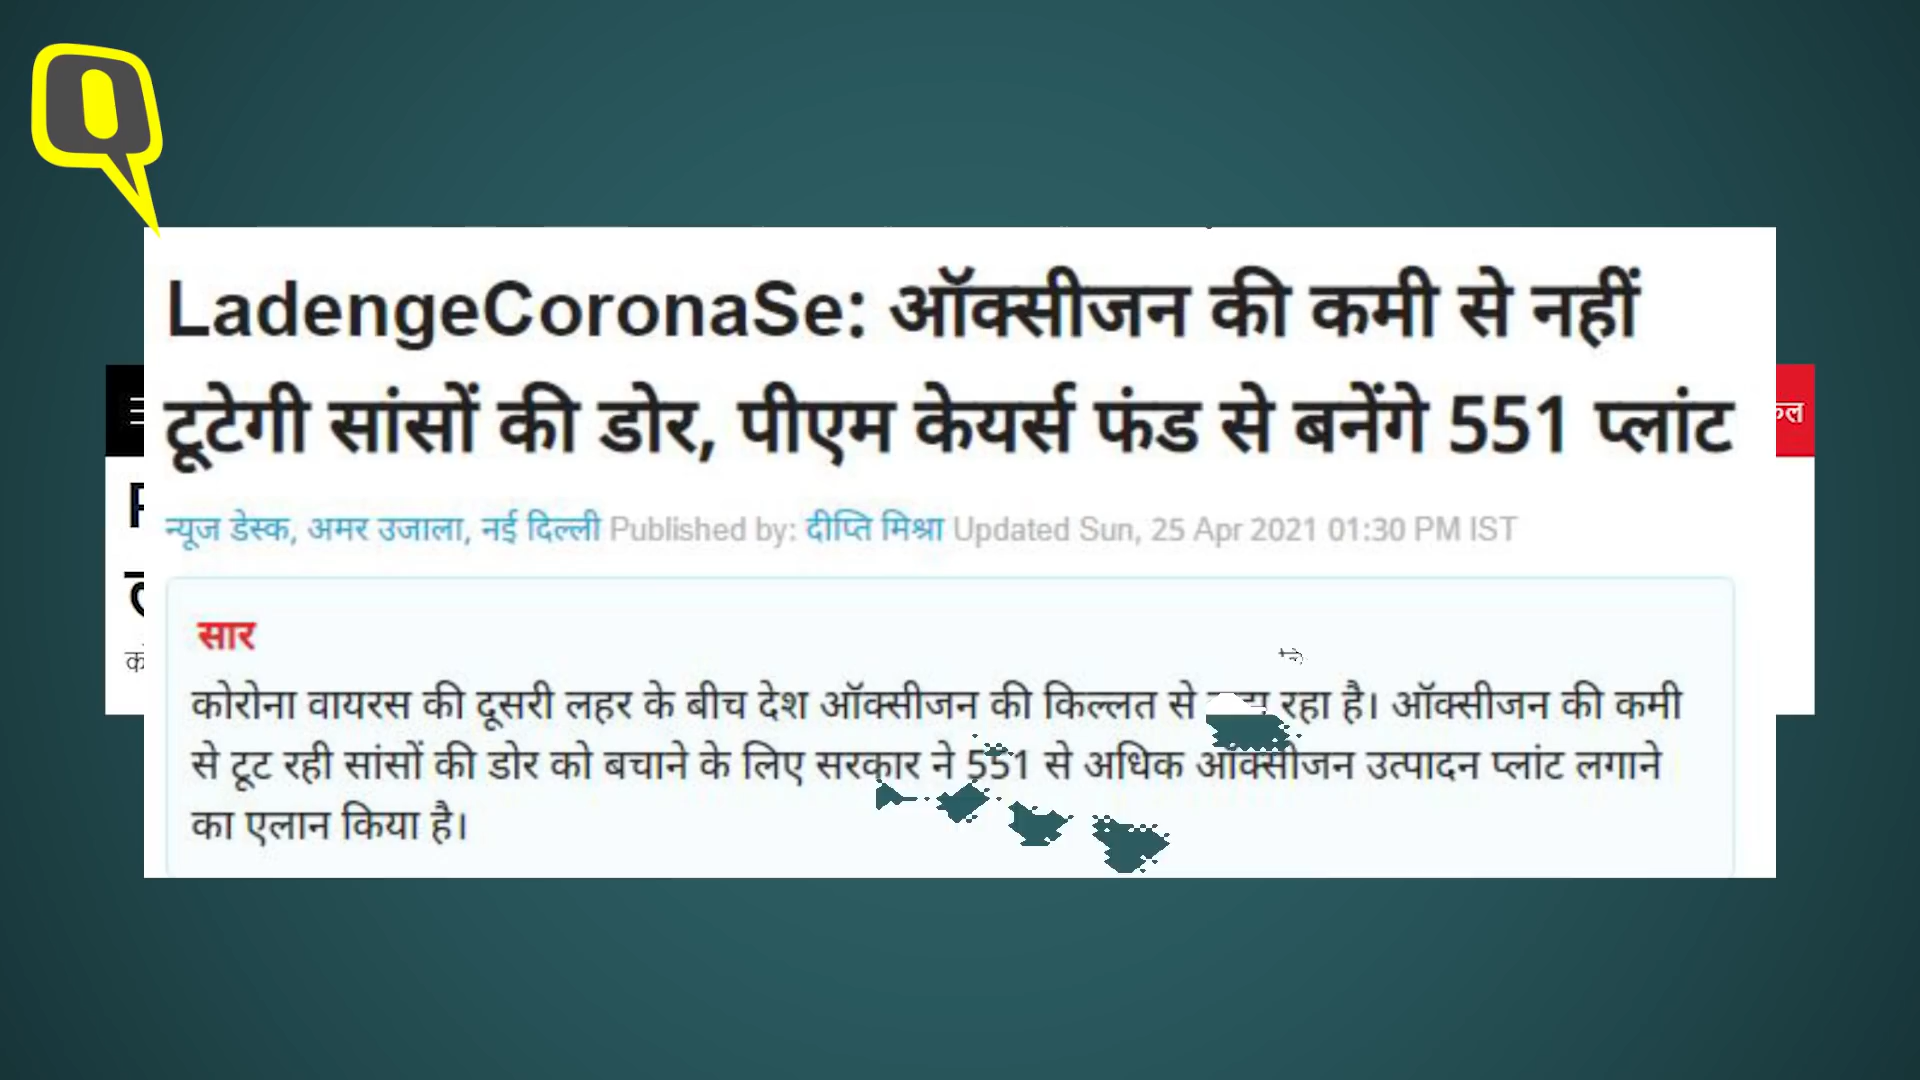 LadengeCoronaSe: ऑक्सीजन की कमी से नहीं
टूटेगी सांसों की डोर, पीएम केयर्स फंड से बनेंगे 551 प्लांट
न्यूज डेस्क, अमर उजाला, नई दिल्ली Published by: दीप्ति मिश्रा Updated Sun, 25 Apr 2021 01:30 PM IST
सार
कोरोना वायरस की दूसरी लहर के बीच देश ऑक्सीजन की किल्लत से रहा है। ऑक्सीजन की कमी
से टूट रही सांसों की डोर को बचाने के लिए सरकार ने 551 से अधिक ऑक्सीजन उत्पादन प्लांट लगाने
का एलान किया है।